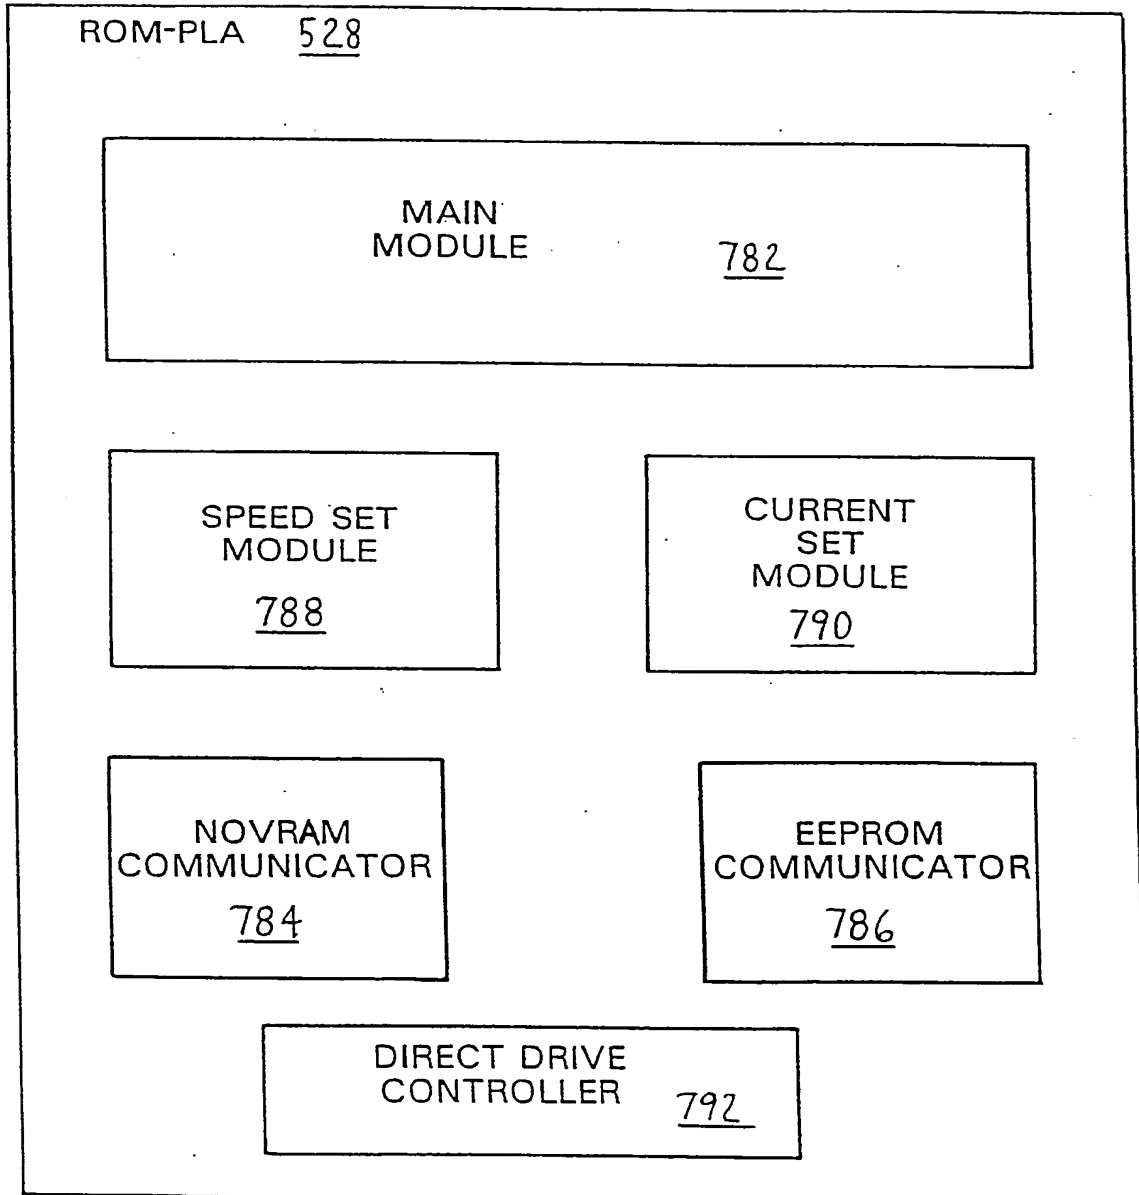 ROM-PLA 528
MAIN
MODULE 782
SPEED SET
MODULE
788
CURRENT
SET
MODULE
790
NOVRAM
COMMUNICATOR
784
EEPROM
COMMUNICATOR
786
DIRECT DRIVE
CONTROLLER 792